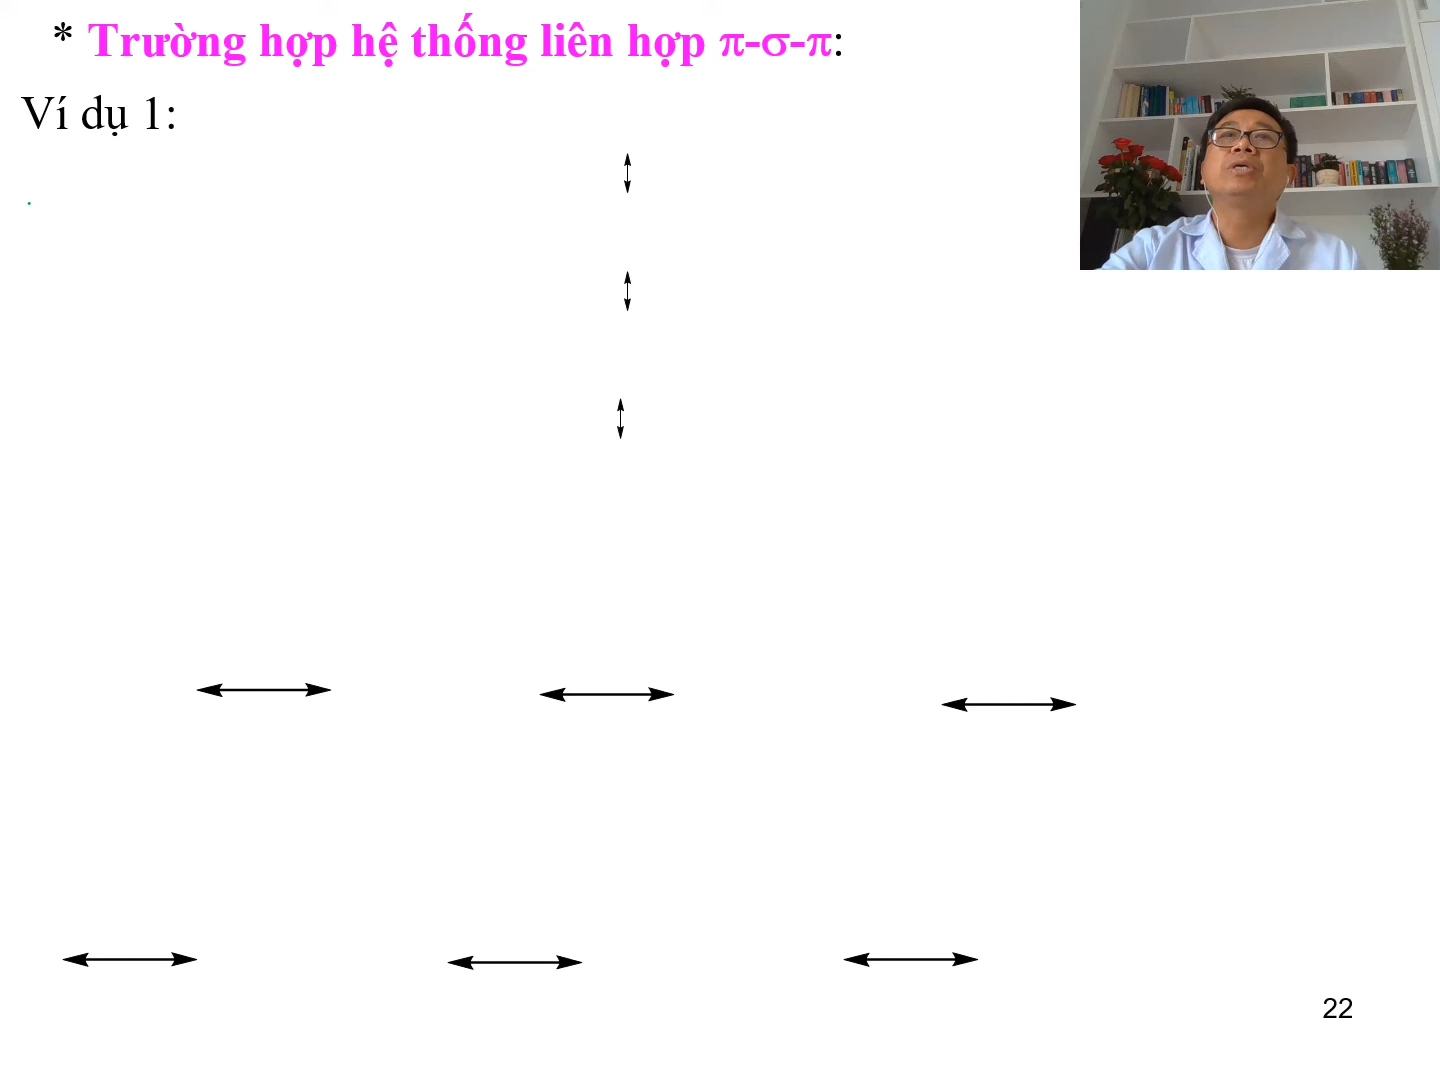 * Trường hợp hệ thống liên hợp π-σ-π:
Ví dụ 1:
22